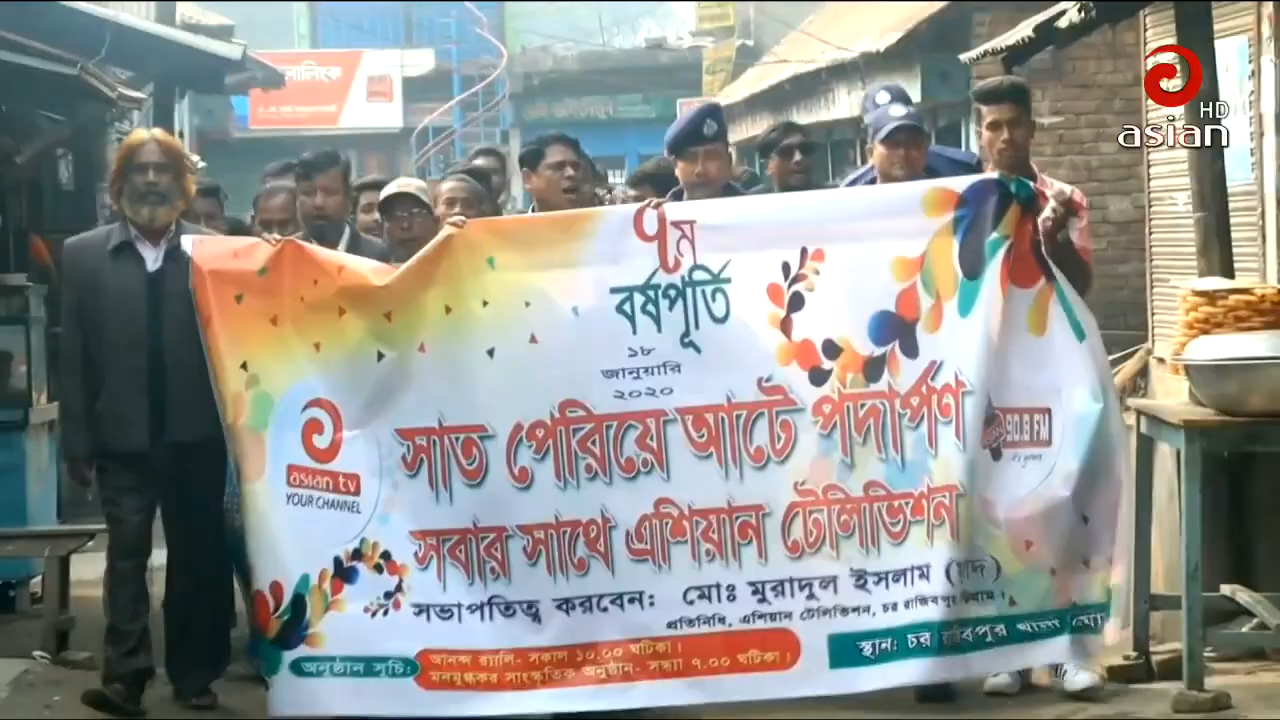 HD
asian
৭ম
বর্ষপূর্তি
১৮
জানুয়ারি
২০২০
সাত পেরিয়ে আটে পদার্পণ
সবার সাথে এশিয়ান টেলিভিশন
asian tv
YOUR CHANNEL
90.8 FM
সভাপতিত্ব করবেন: মোঃ মুরাদুল ইসলাম
প্রতিনিধি, এশিয়ান টেলিভিশন, চর রাজিবপুর
স্থান: চর রাজিবপুর থানা
অনুষ্ঠান সূচি:
আনন্দ র‍্যালি- সকাল ১০.০০ ঘটিকা।
মনমুগ্ধকর সাংস্কৃতিক অনুষ্ঠান- সন্ধ্যা ৭.০০ ঘটিকা।